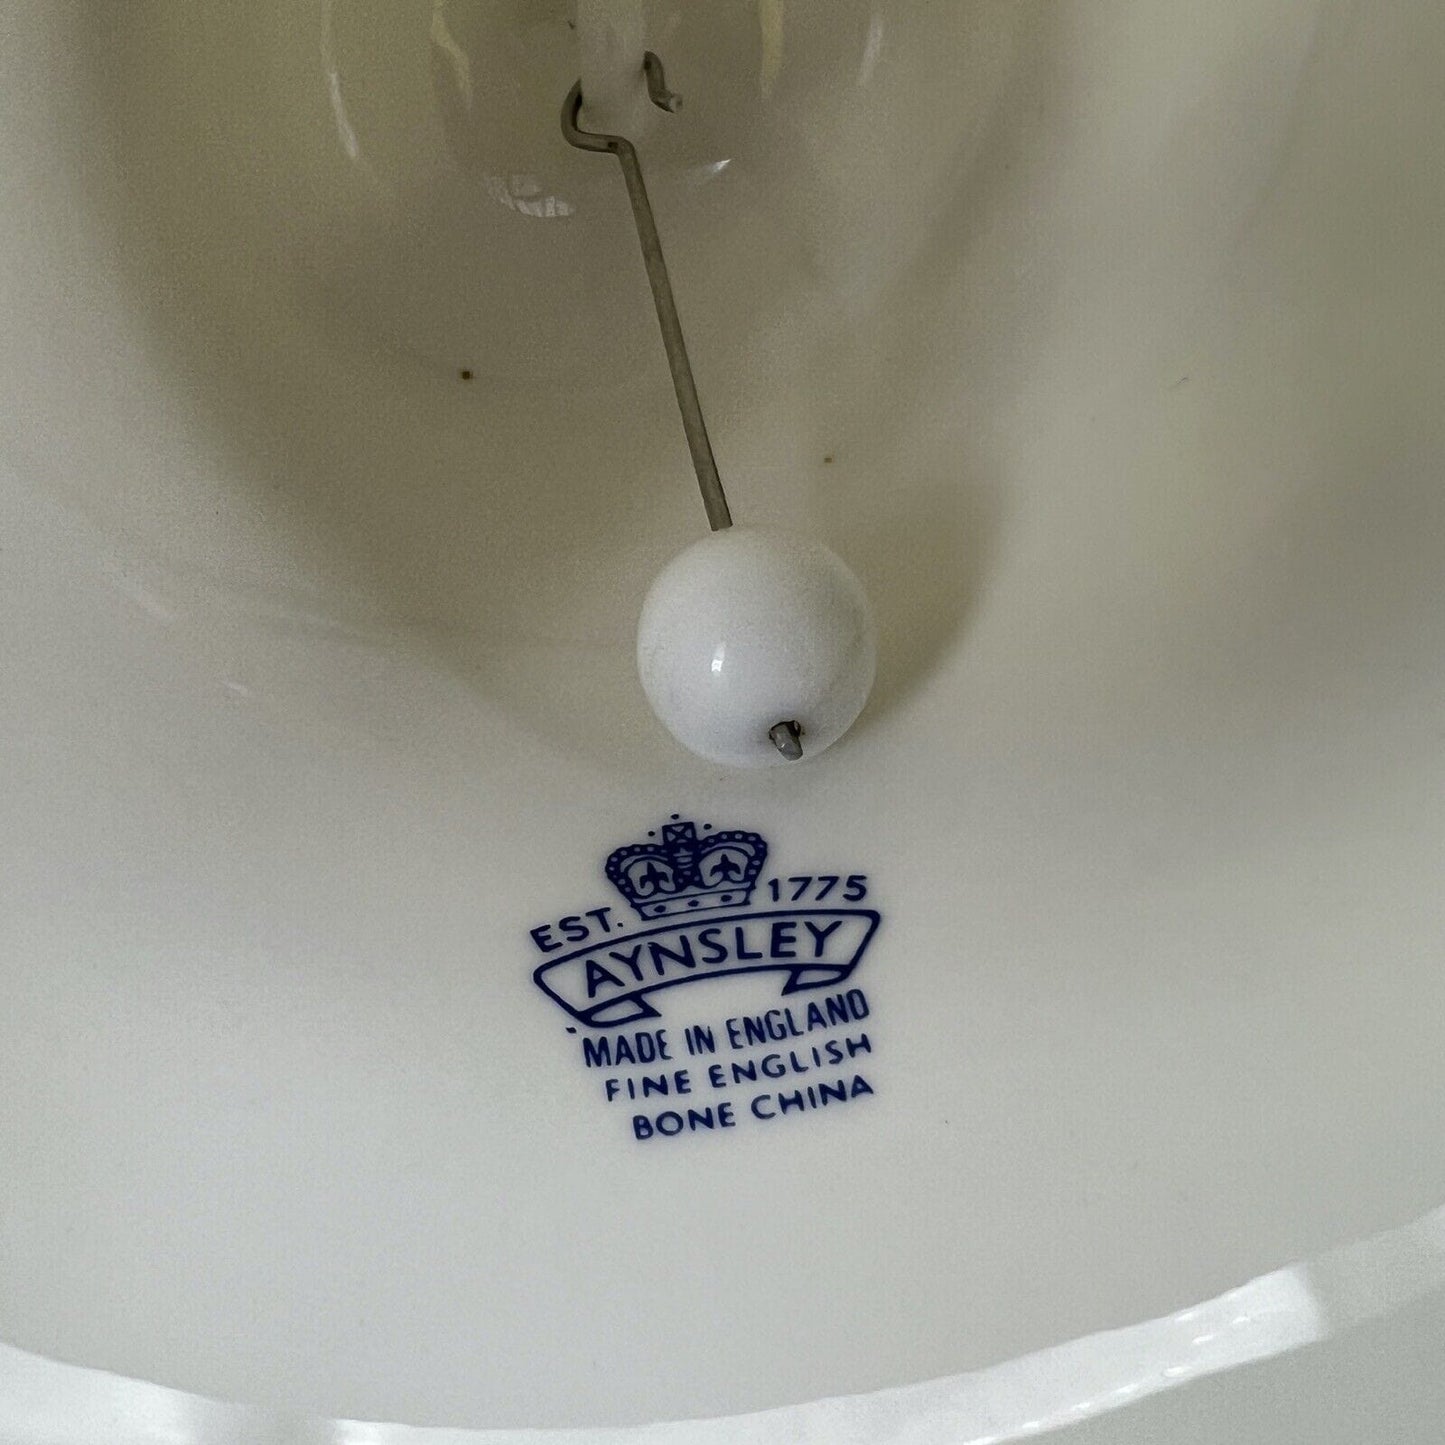 EST. 1775
AYNSLEY
MADE IN ENGLAND
FINE ENGLISH
BONE CHINA